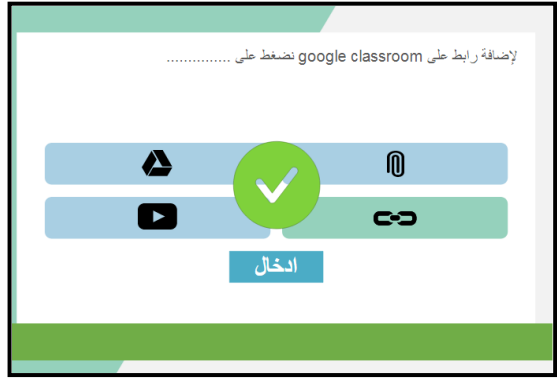 لإضافة رابط على google classroom نضغط على ...............
ادخال